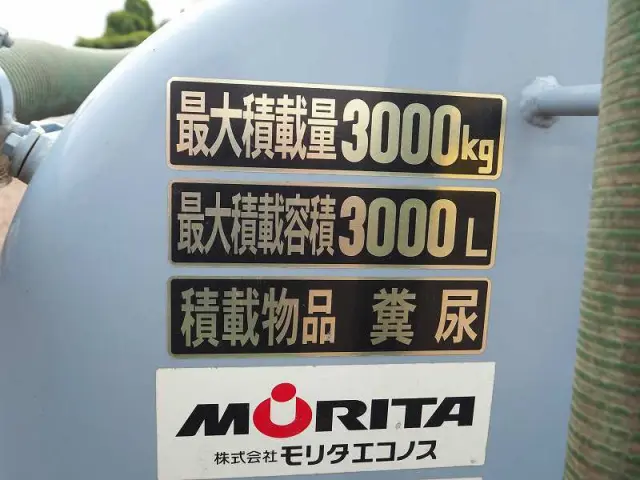 最大積載量3000kg
最大積載容積3000L
積載物品 糞尿
MORITA
株式会社モリタエコノス